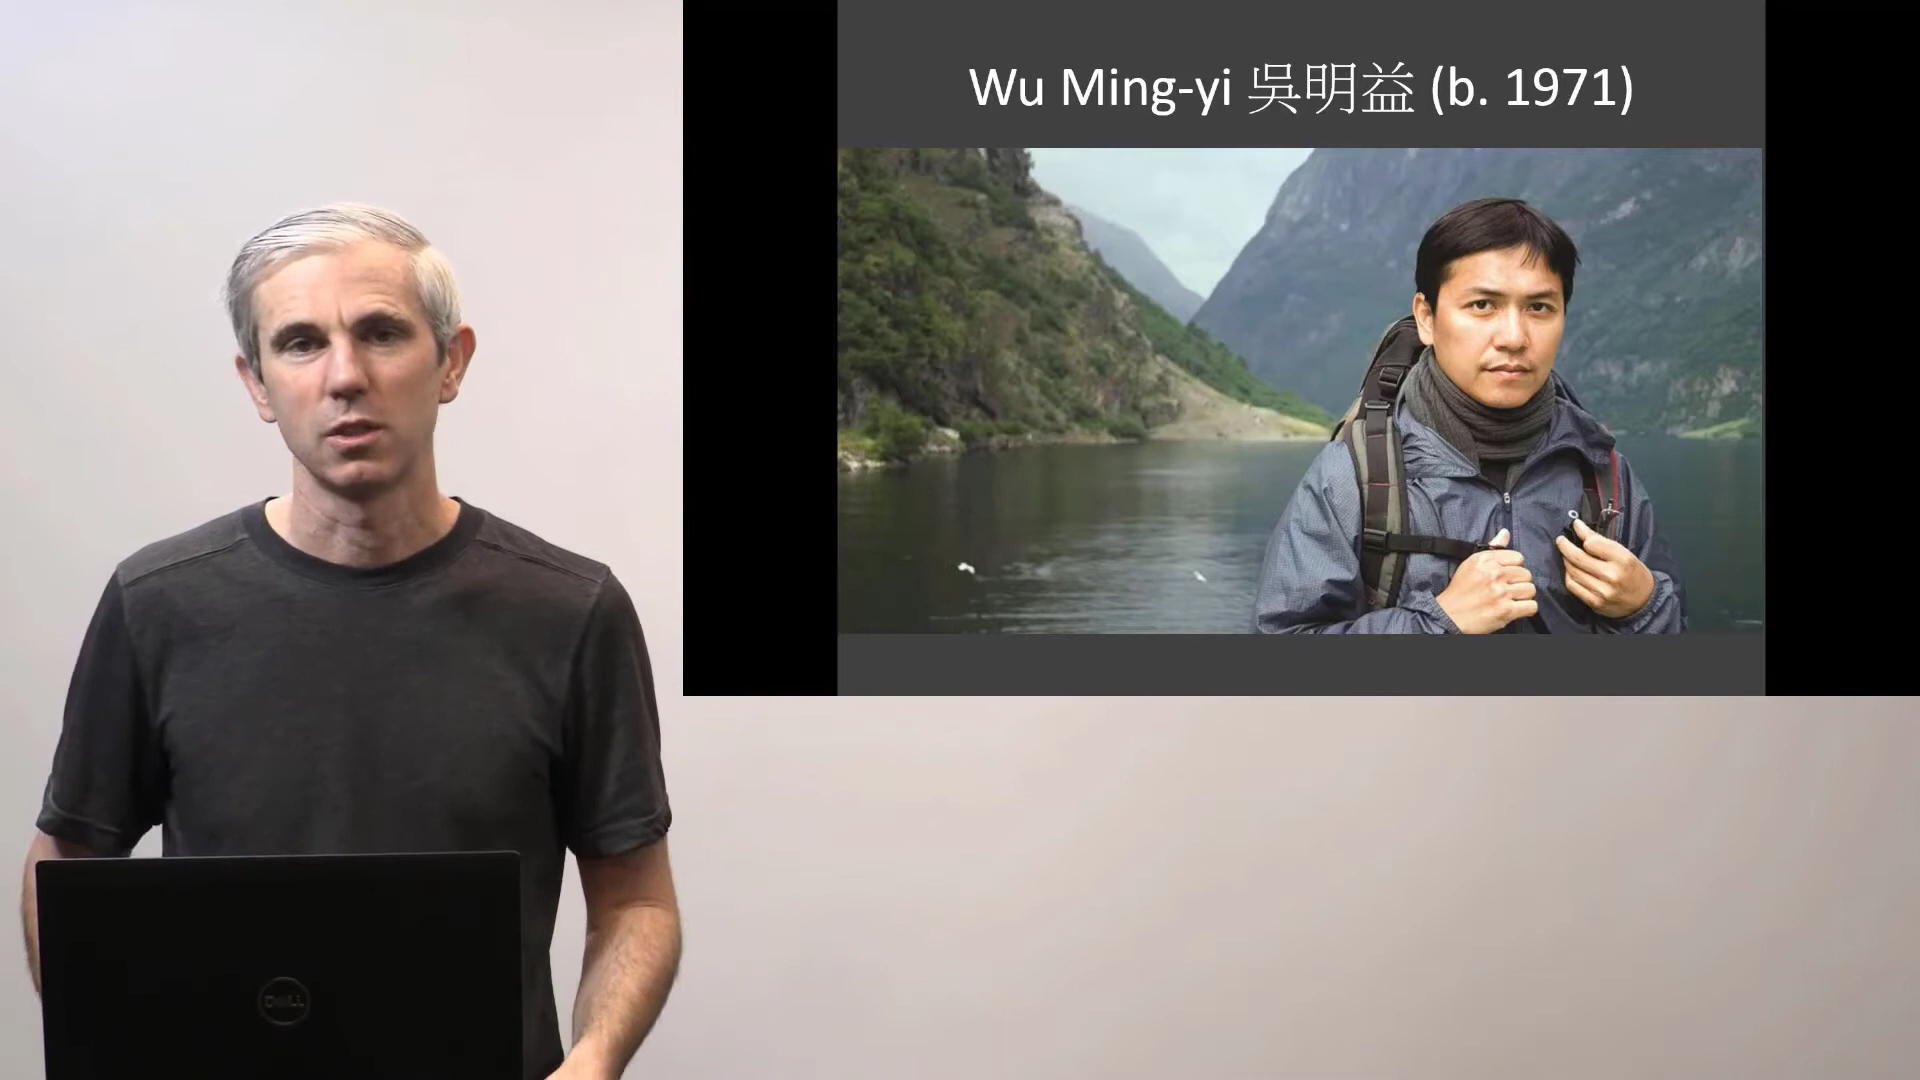 Wu Ming-yi 吳明益 (b. 1971)
DELL